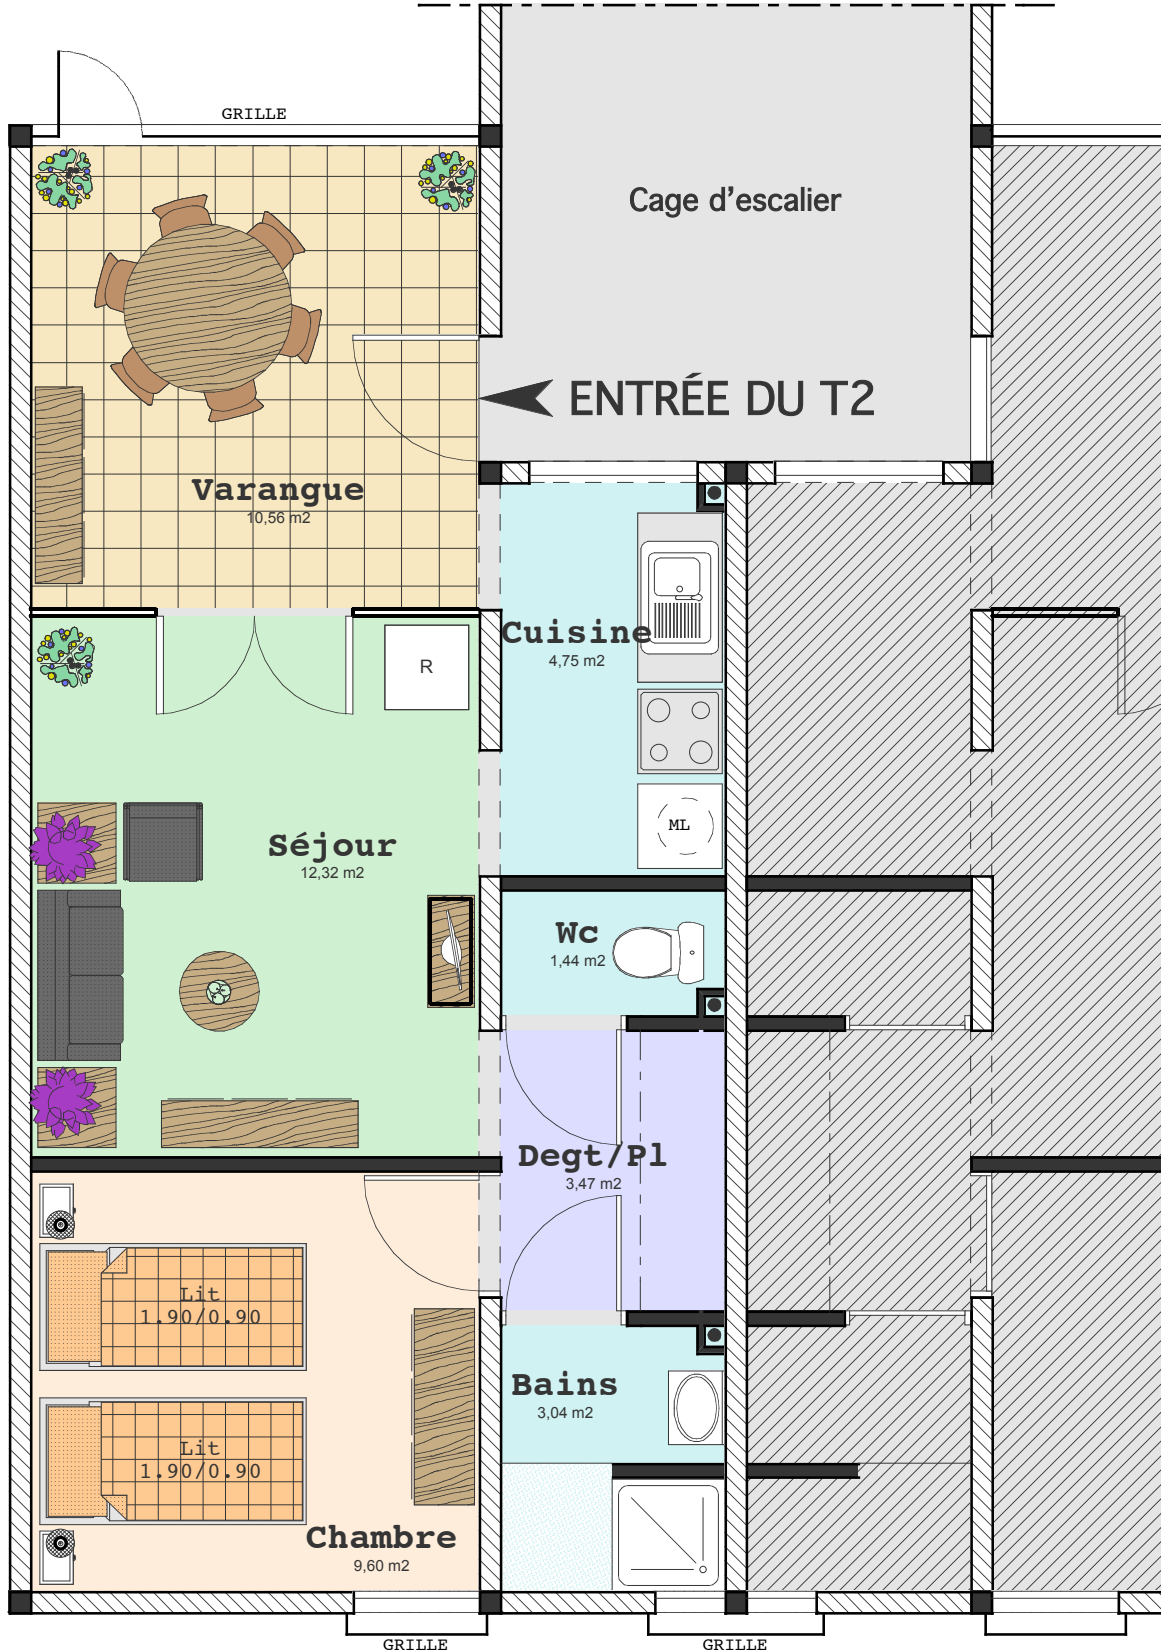 GRILLE
Cage d'escalier
ENTRÉE DU T2
Varangue
10,56 m2
Cuisine
4,75 m2
R
ML
Séjour
12,32 m2
Wc
1,44 m2
Degt/Pl
3,47 m2
Lit
1.90/0.90
Bains
3,04 m2
Lit
1.90/0.90
Chambre
9,60 m2
GRILLE
GRILLE